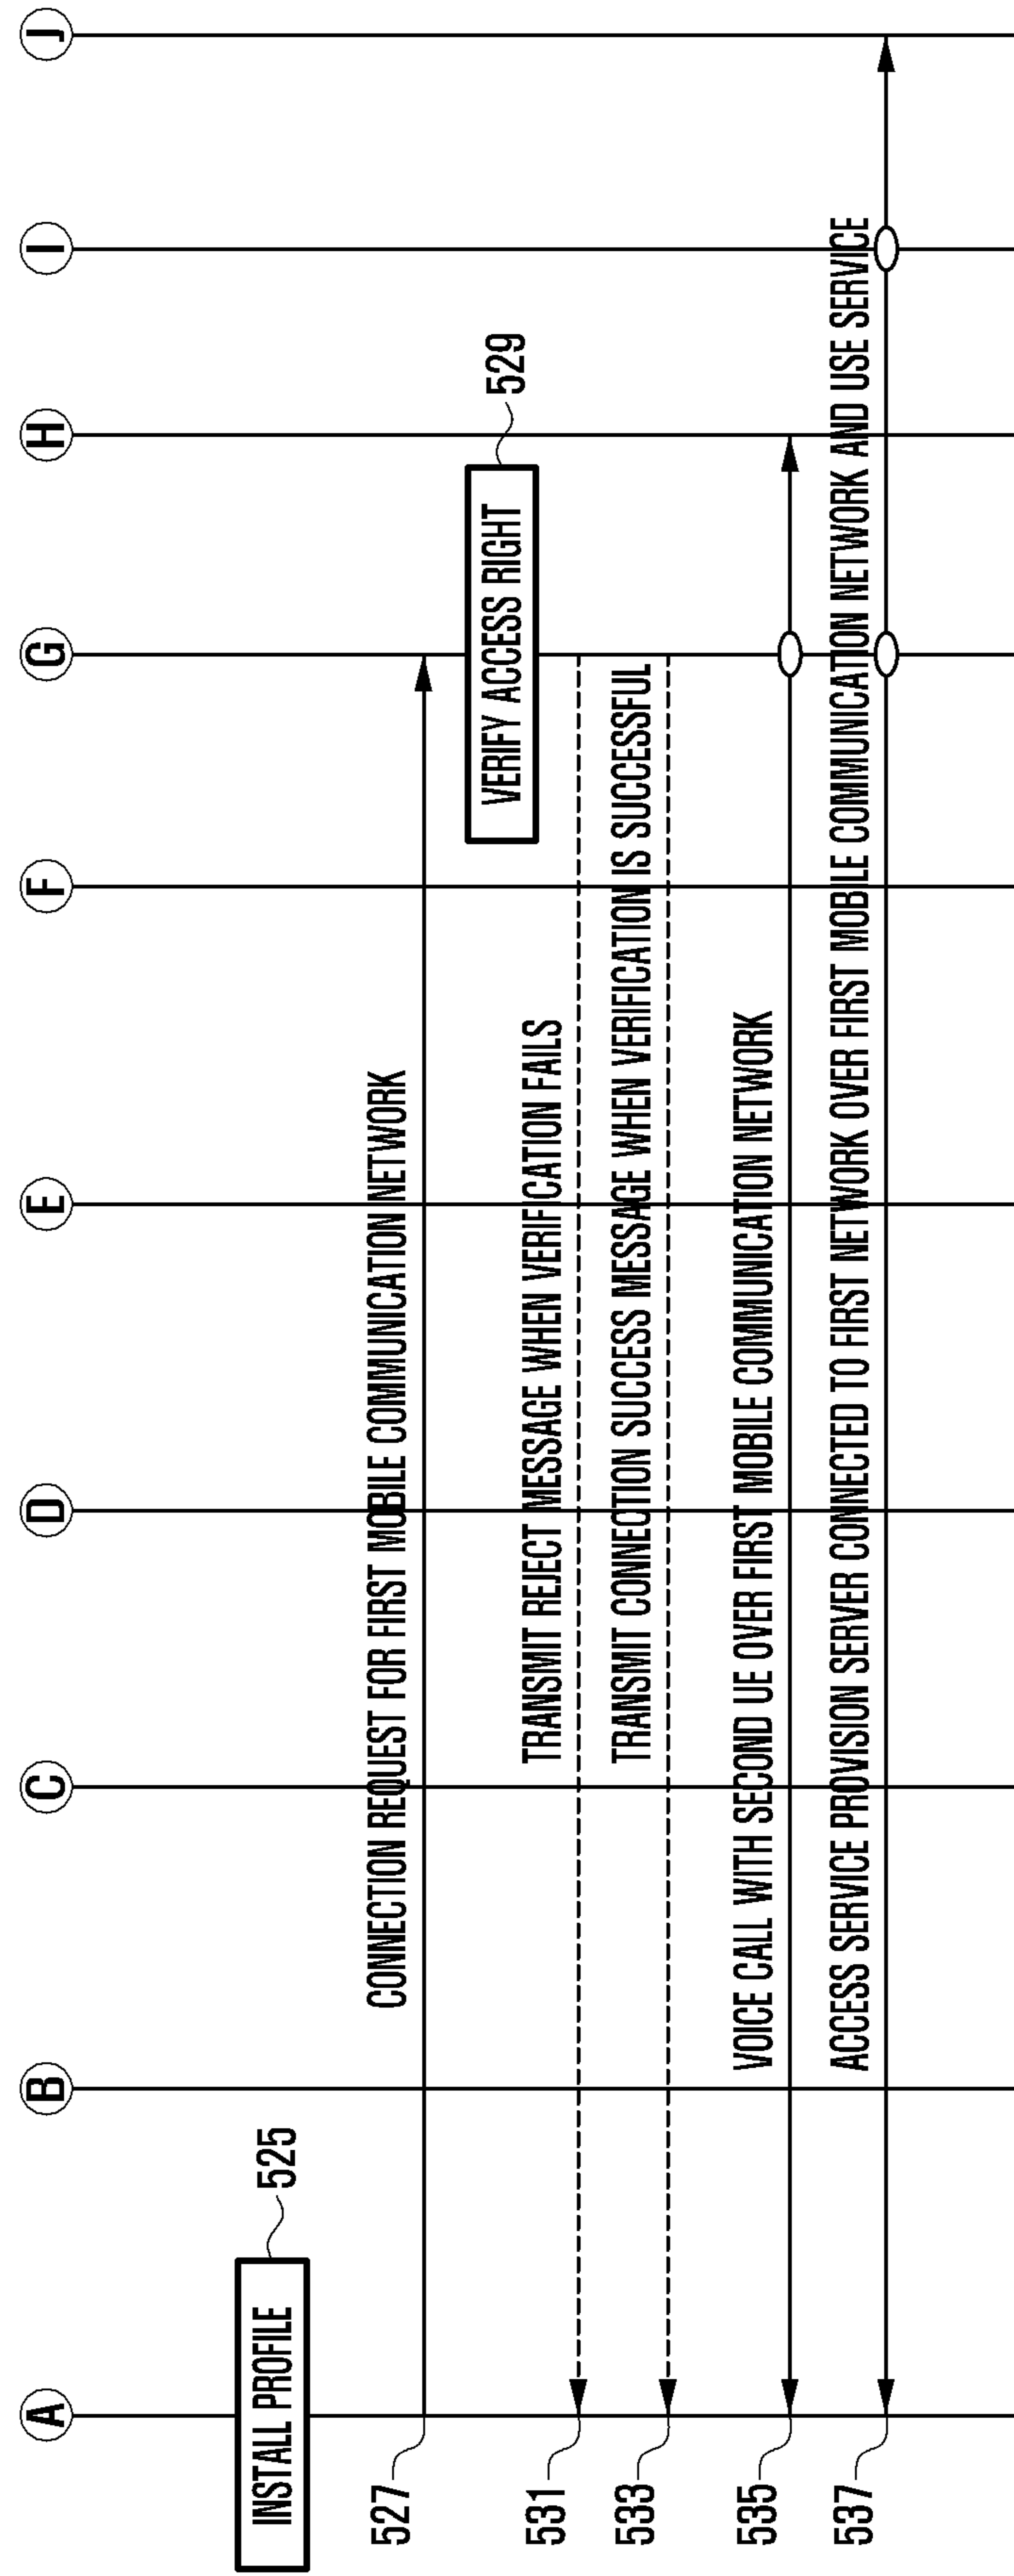 A
B
C
D
E
F
G
H
I
J
INSTALL PROFILE
525
527
CONNECTION REQUEST FOR FIRST MOBILE COMMUNICATION NETWORK
VERIFY ACCESS RIGHT
529
531
TRANSMIT REJECT MESSAGE WHEN VERIFICATION FAILS
533
TRANSMIT CONNECTION SUCCESS MESSAGE WHEN VERIFICATION IS SUCCESSFUL
535
VOICE CALL WITH SECOND UE OVER FIRST MOBILE COMMUNICATION NETWORK
537
ACCESS SERVICE PROVISION SERVER CONNECTED TO FIRST NETWORK OVER FIRST MOBILE COMMUNICATION NETWORK AND USE SERVICE